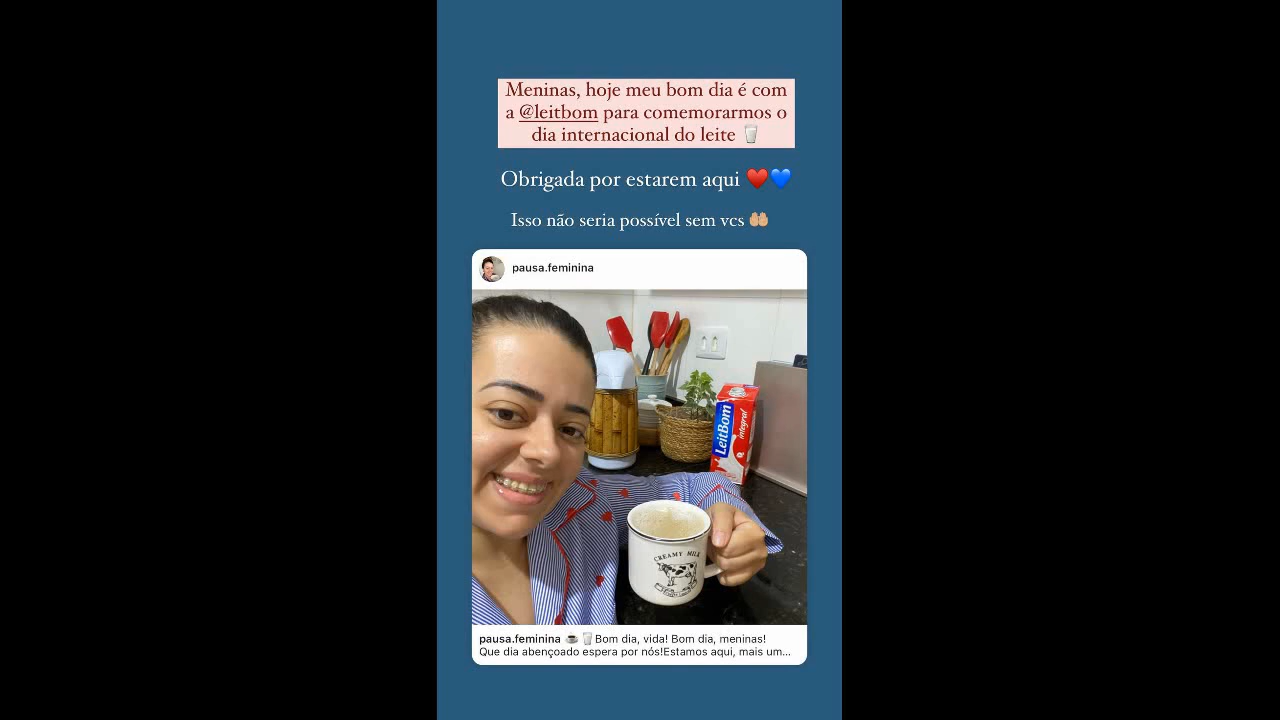 Meninas, hoje meu bom dia é com
a @leitbom para comemorarmos o
dia internacional do leite 🥛
Obrigada por estarem aqui ❤️💙
Isso não seria possível sem vcs 🤲🏼
pausa.feminina
LeitBom
integral
CREAMY MILK
pausa.feminina ☕🥛Bom dia, vida! Bom dia, meninas!
Que dia abençoado espera por nós!Estamos aqui, mais um...